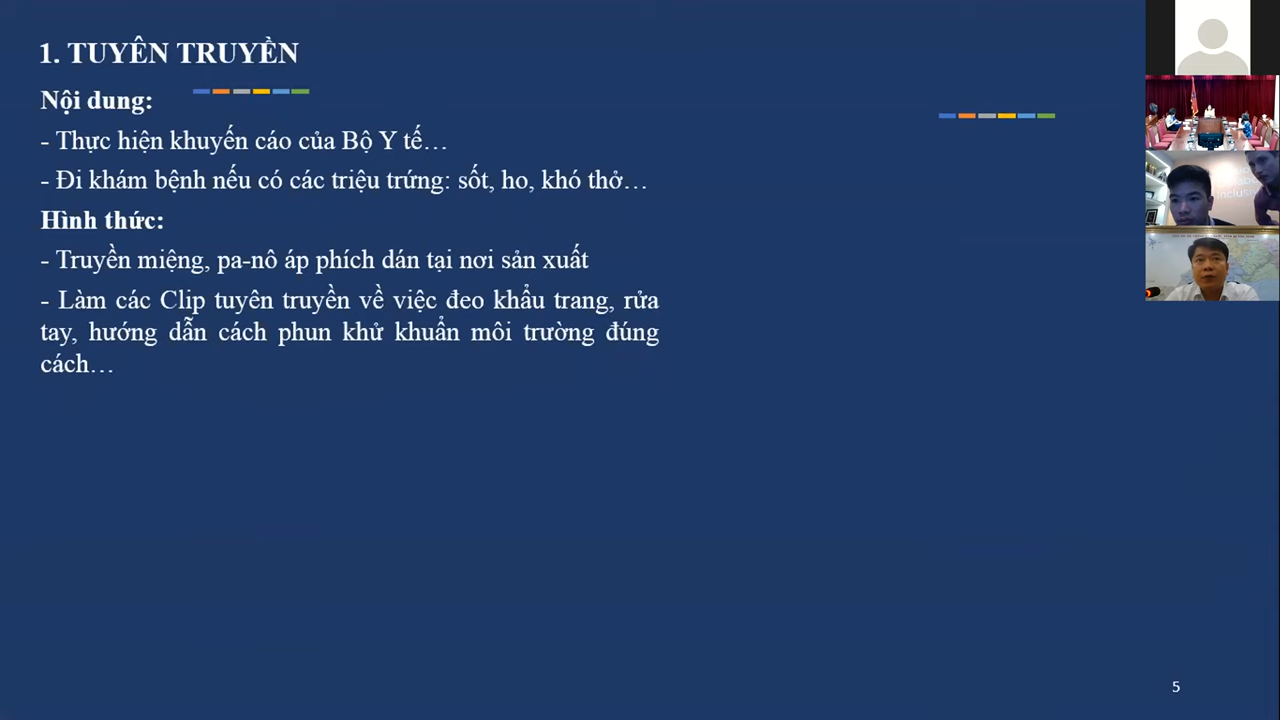 1. TUYÊN TRUYỀN
Nội dung:
- Thực hiện khuyến cáo của Bộ Y tế…
- Đi khám bệnh nếu có các triệu trứng: sốt, ho, khó thở…
Hình thức:
- Truyền miệng, pa-nô áp phích dán tại nơi sản xuất
- Làm các Clip tuyên truyền về việc đeo khẩu trang, rửa
tay, hướng dẫn cách phun khử khuẩn môi trường đúng
cách…
5